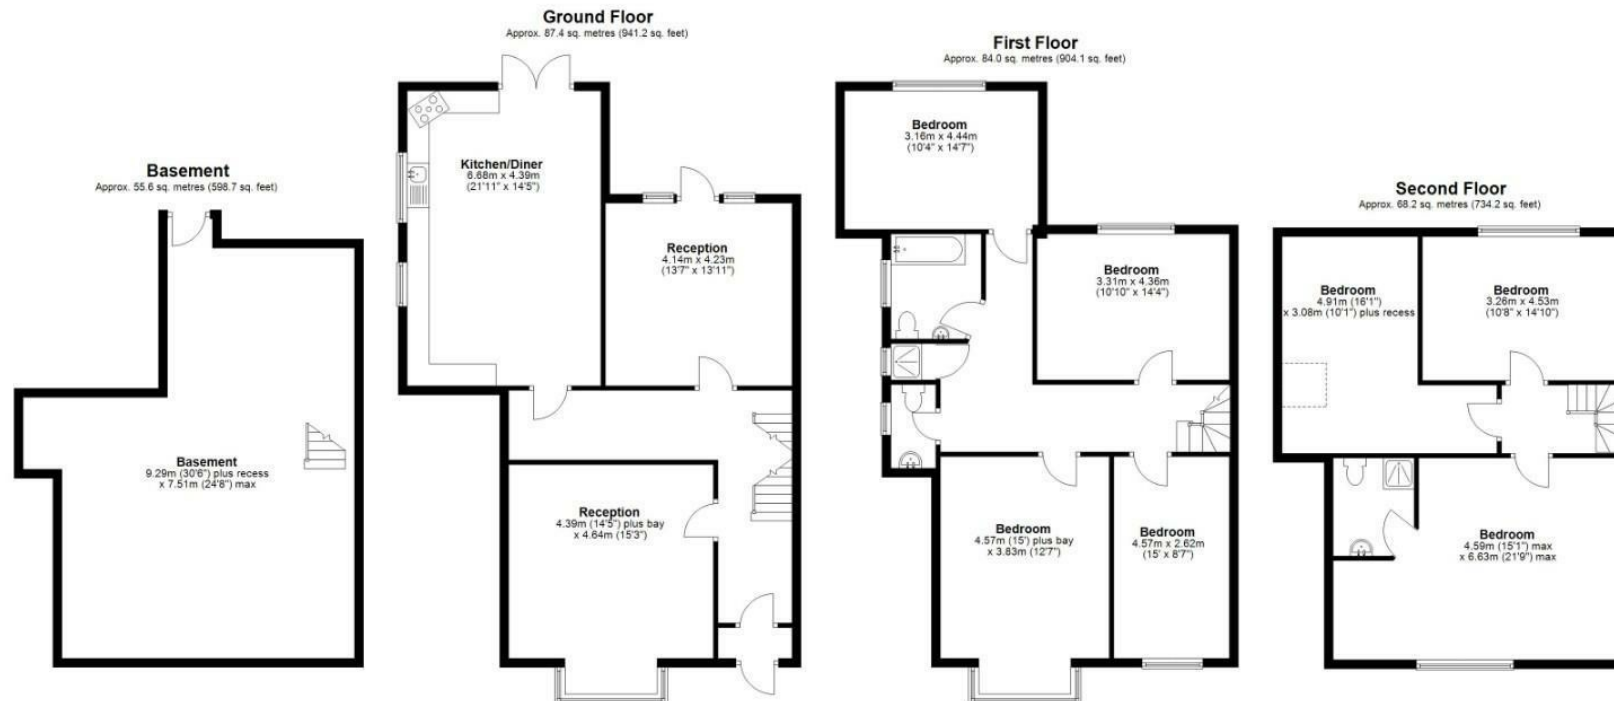 Basement
Approx. 55.6 sq. metres (598.7 sq. feet)
Basement
9.29m (30'6") plus recess
x 7.51m (24'8") max
Ground Floor
Approx. 87.4 sq. metres (941.2 sq. feet)
Kitchen/Diner
6.68m x 4.39m
(21'11" x 14'5")
Reception
4.14m x 4.23m
(13'7" x 13'11")
Reception
4.39m (14'5") plus bay
x 4.64m (15'3")
First Floor
Approx. 84.0 sq. metres (904.1 sq. feet)
Bedroom
3.16m x 4.44m
(10'4" x 14'7")
Bedroom
3.31m x 4.36m
(10'10" x 14'4")
Bedroom
4.57m (15') plus bay
x 3.83m (12'7")
Bedroom
4.57m x 2.62m
(15' x 8'7")
Second Floor
Approx. 68.2 sq. metres (734.2 sq. feet)
Bedroom
4.91m (16'1")
x 3.08m (10'1") plus recess
Bedroom
3.26m x 4.53m
(10'8" x 14'10")
Bedroom
4.59m (15'1") max
x 6.63m (21'9") max